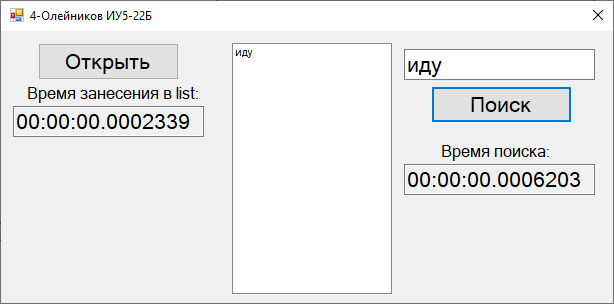 4-Олейников ИУ5-22Б
Открыть
Время занесения в list:
00:00:00.0002339
иду
иду
Поиск
Время поиска:
00:00:00.0006203